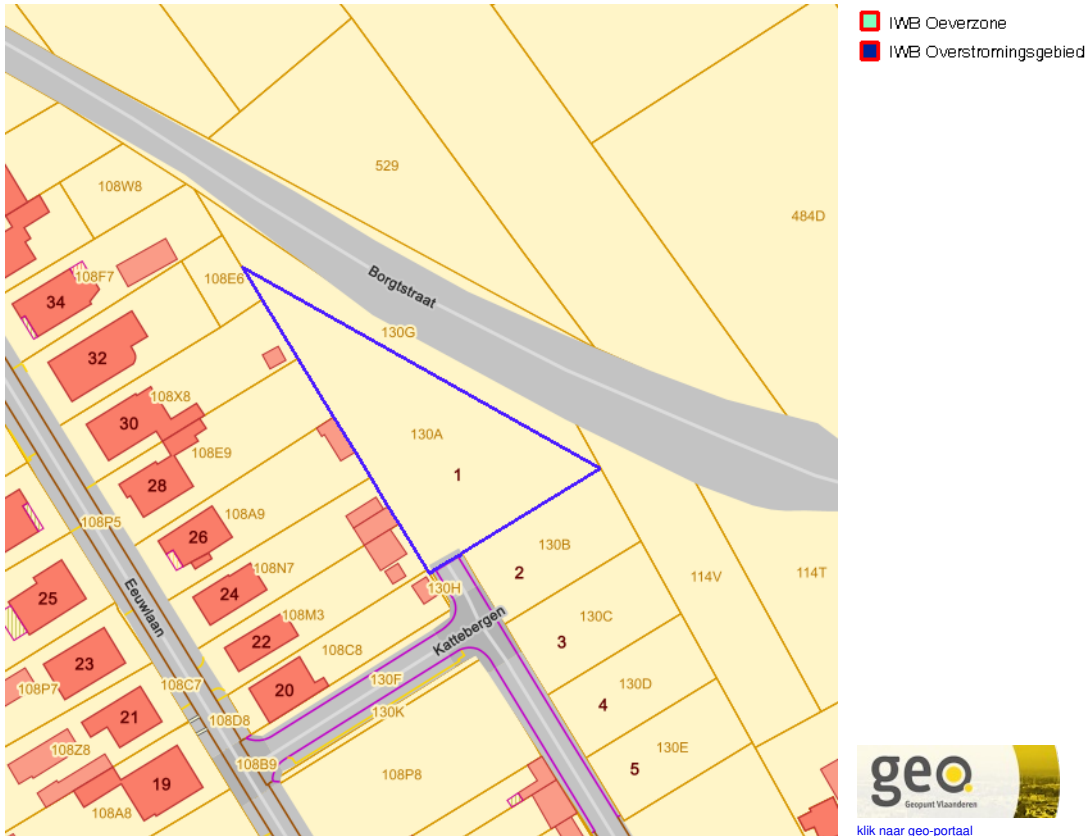 IWB Oeverzone
IWB Overstromingsgebied
529
108W8
484D
108F7
108E6
34
Borgtstraat
130G
32
108X8
30
130A
108E9
1
28
108A9
108P5
26
130B
108N7
2
114V
114T
Eeuwlaan
130H
25
24
108M3
130C
Kattebergen
22
3
108C8
23
130F
130D
108P7
108C7
20
4
130K
21
108D8
130E
108Z8
108B9
5
108P8
19
108A8
geo.
Geopunt Vlaanderen
klik naar geo-portaal